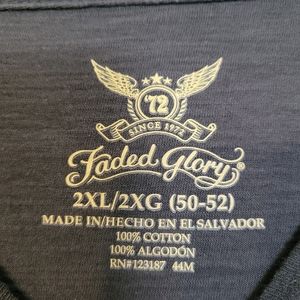 '72
SINCE 1972
Faded Glory®
2XL/2XG (50-52)
MADE IN/HECHO EN EL SALVADOR
100% COTTON
100% ALGODÓN
RN#123187 44M